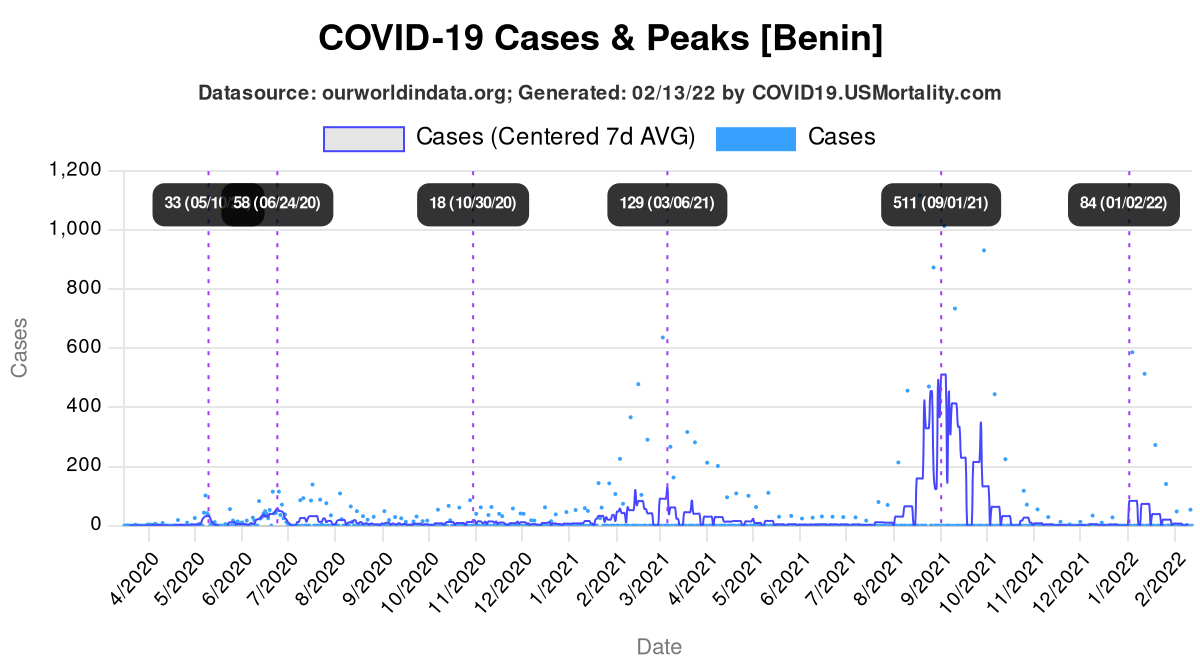 COVID-19 Cases & Peaks [Benin]
Datasource: ourworldindata.org; Generated: 02/13/22 by COVID19.USMortality.com
Cases (Centered 7d AVG) Cases
1,200
33 (05/10 58 (06/24/20) 18 (10/30/20) 129 (03/06/21) 511 (09/01/21) 84 (01/02/22)
1,000
800
600
400
200
0
Cases
4/2020 5/2020 6/2020 7/2020 8/2020 9/2020 10/2020 11/2020 12/2020 1/2021 2/2021 3/2021 4/2021 5/2021 6/2021 7/2021 8/2021 9/2021 10/2021 11/2021 12/2021 1/2022 2/2022
Date